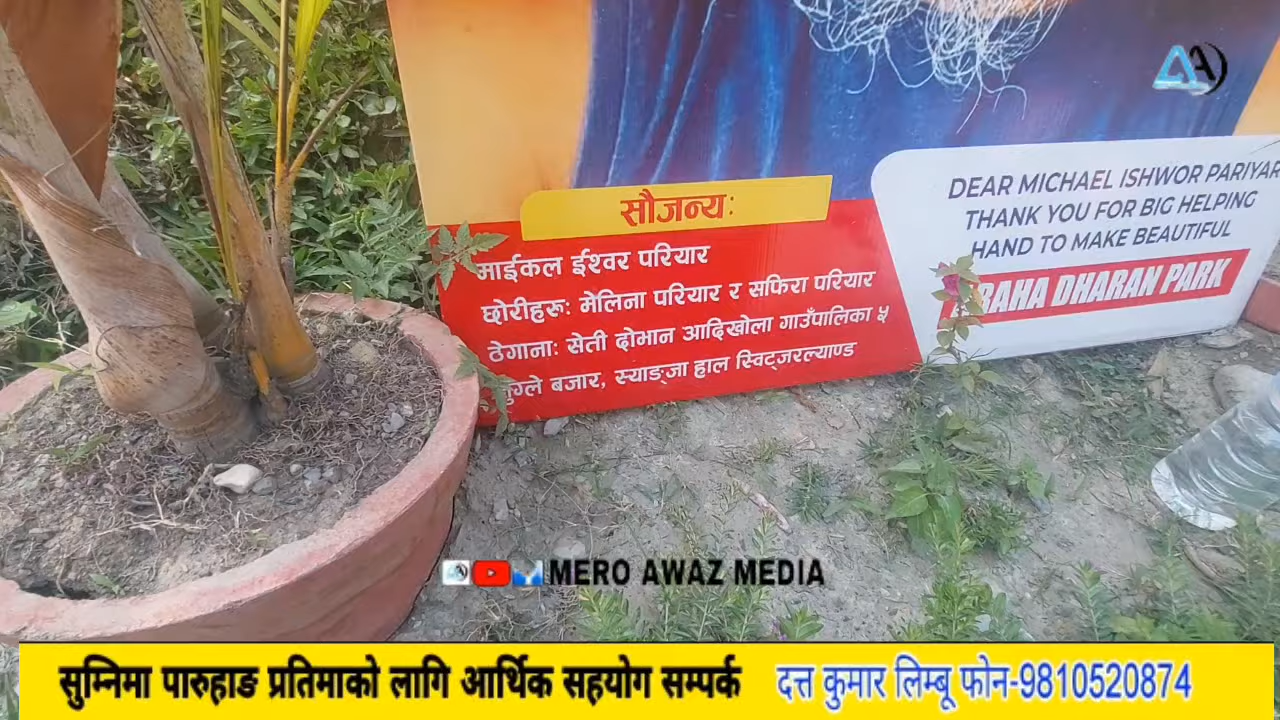 सौजन्यः
माईकल ईश्वर परियार
छोरीहरूः मेलिना परियार र सफिरा परियार
ठेगानाः सेती दोभान आदिखोला गाउँपालिका ५
बजार, स्याङ्जा हाल स्विट्जरल्याण्ड
DEAR MICHAEL ISHWOR PARIYAR
THANK YOU FOR BIG HELPING
HAND TO MAKE BEAUTIFUL
DHARAN PARK
MERO AWAZ MEDIA
सुम्निमा पारुहाङ प्रतिमाको लागि आर्थिक सहयोग सम्पर्क दत्त कुमार लिम्बू फोन-9810520874